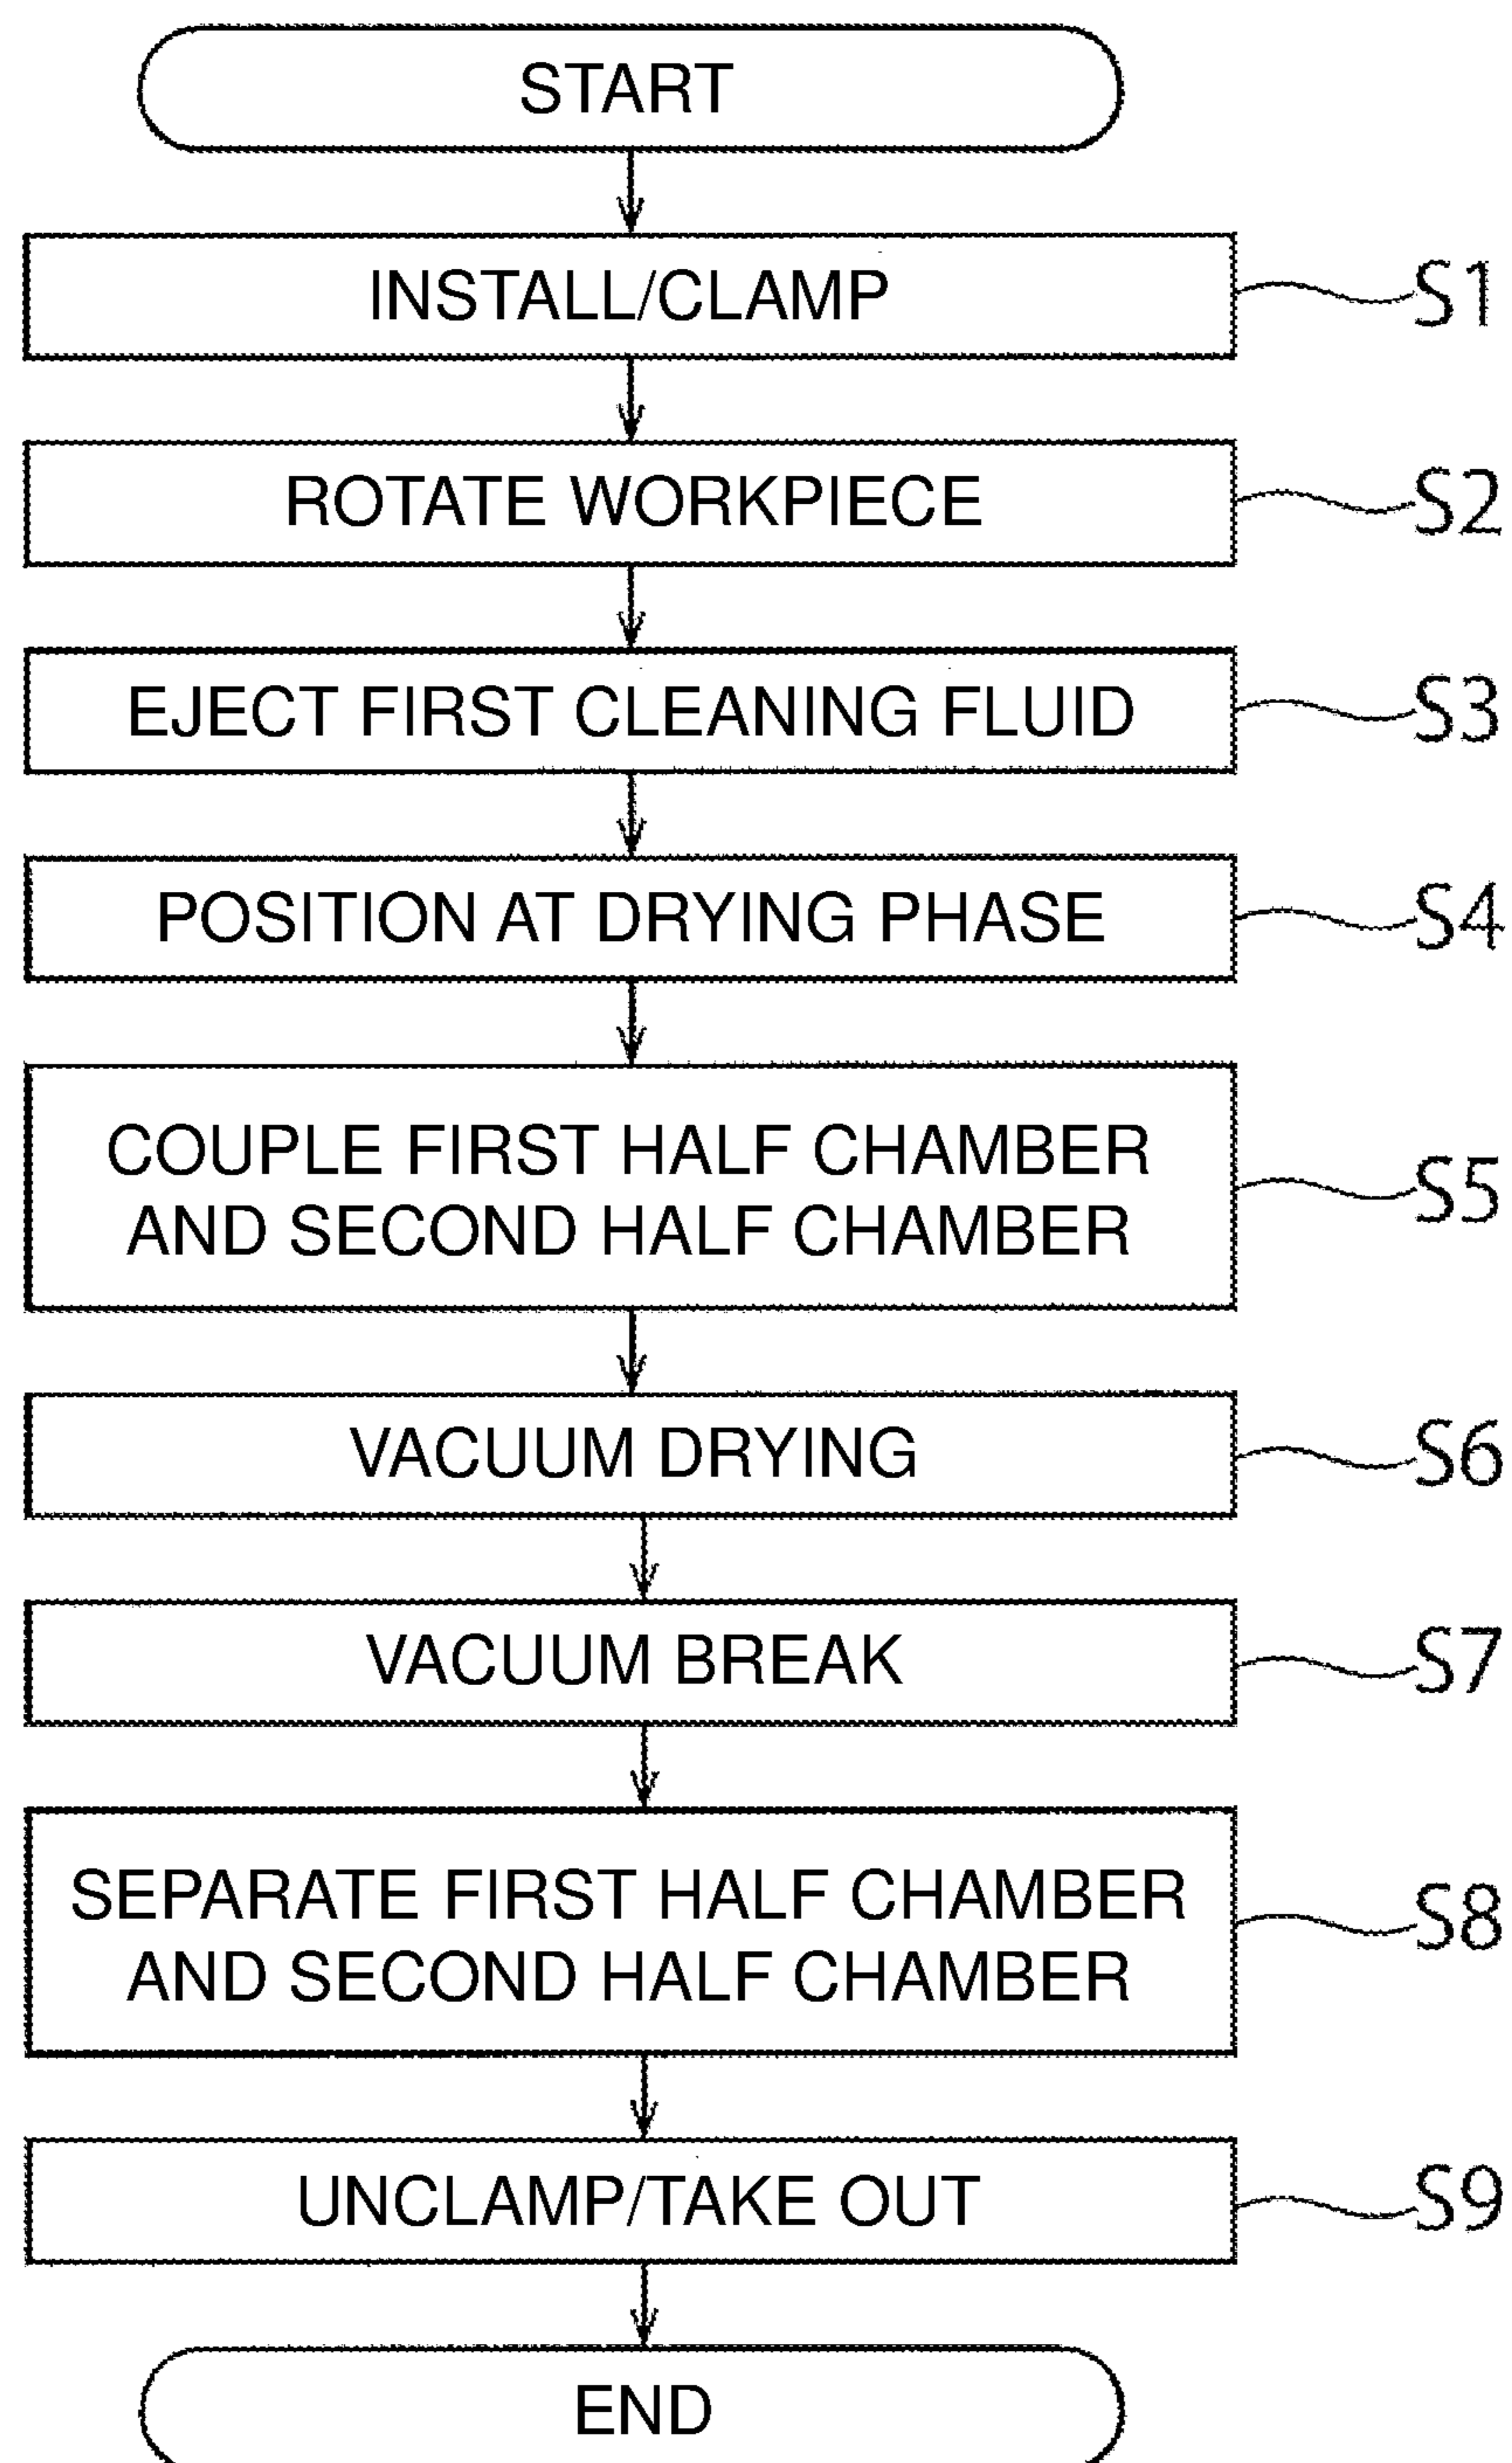 START
INSTALL/CLAMP
S1
ROTATE WORKPIECE
S2
EJECT FIRST CLEANING FLUID
S3
POSITION AT DRYING PHASE
S4
COUPLE FIRST HALF CHAMBER
AND SECOND HALF CHAMBER
S5
VACUUM DRYING
S6
VACUUM BREAK
S7
SEPARATE FIRST HALF CHAMBER
AND SECOND HALF CHAMBER
S8
UNCLAMP/TAKE OUT
S9
END